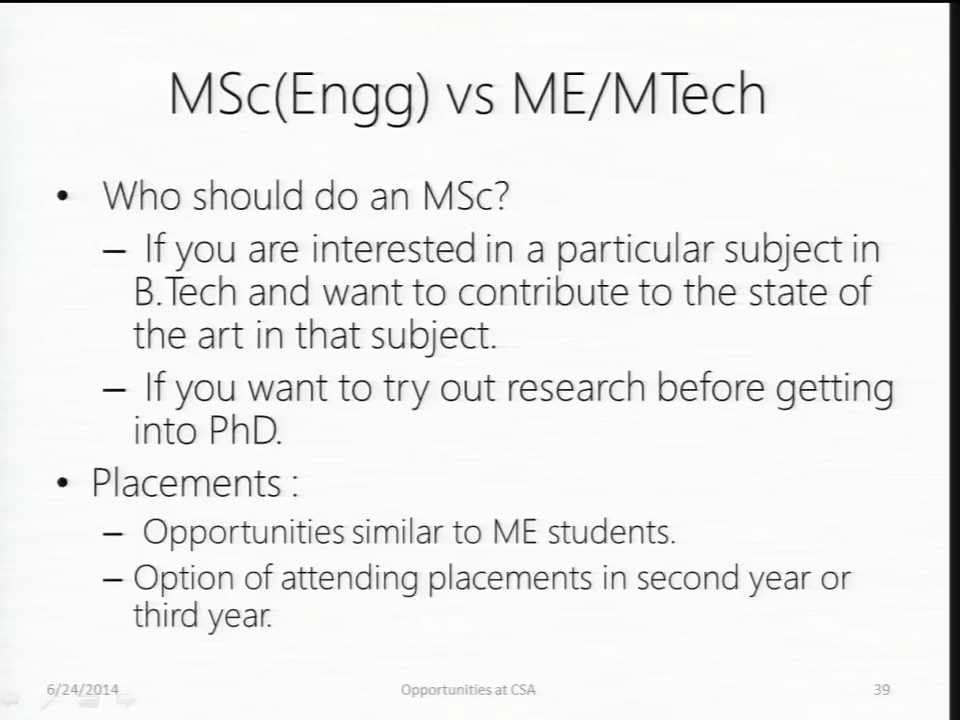 MSc(Engg) vs ME/MTech
• Who should do an MSc?
– If you are interested in a particular subject in
B.Tech and want to contribute to the state of
the art in that subject.
– If you want to try out research before getting
into PhD.
• Placements :
– Opportunities similar to ME students.
– Option of attending placements in second year or
third year.
6/24/2014 Opportunities at CSA 39